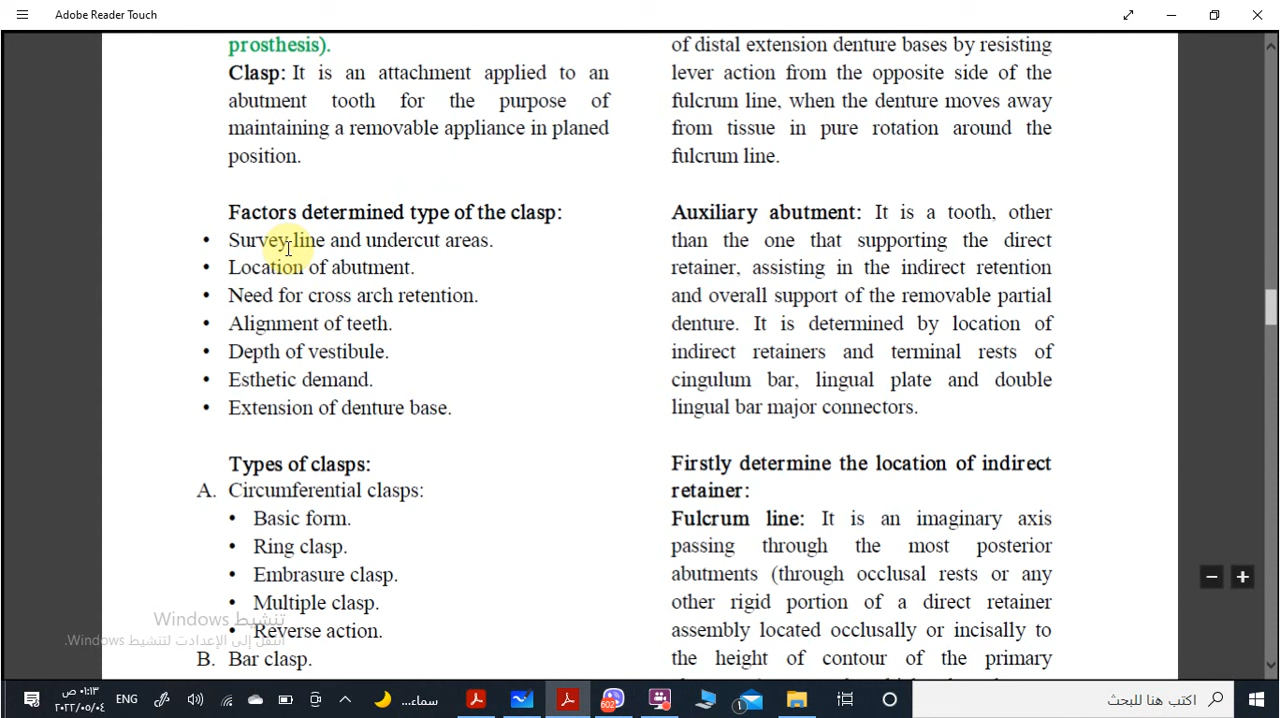 Adobe Reader Touch
prosthesis).
Clasp: It is an attachment applied to an
abutment tooth for the purpose of
maintaining a removable appliance in planed
position.
Factors determined type of the clasp:
• Survey line and undercut areas.
• Location of abutment.
• Need for cross arch retention.
• Alignment of teeth.
• Depth of vestibule.
• Esthetic demand.
• Extension of denture base.
Types of clasps:
A. Circumferential clasps:
• Basic form.
• Ring clasp.
• Embrasure clasp.
• Multiple clasp.
• Reverse action.
B. Bar clasp.
of distal extension denture bases by resisting
lever action from the opposite side of the
fulcrum line, when the denture moves away
from tissue in pure rotation around the
fulcrum line.
Auxiliary abutment: It is a tooth, other
than the one that supporting the direct
retainer, assisting in the indirect retention
and overall support of the removable partial
denture. It is determined by location of
indirect retainers and terminal rests of
cingulum bar, lingual plate and double
lingual bar major connectors.
Firstly determine the location of indirect
retainer:
Fulcrum line: It is an imaginary axis
passing through the most posterior
abutments (through occlusal rests or any
other rigid portion of a direct retainer
assembly located occlusally or incisally to
the height of contour of the primary
تنشيط Windows
انتقل إلى الإعدادت لتنشيط Windows.
٠١:١٣ ص
٢٠٢٢/٠٥/٠٤
ENG
سماء...
602
١
اكتب هنا للبحث